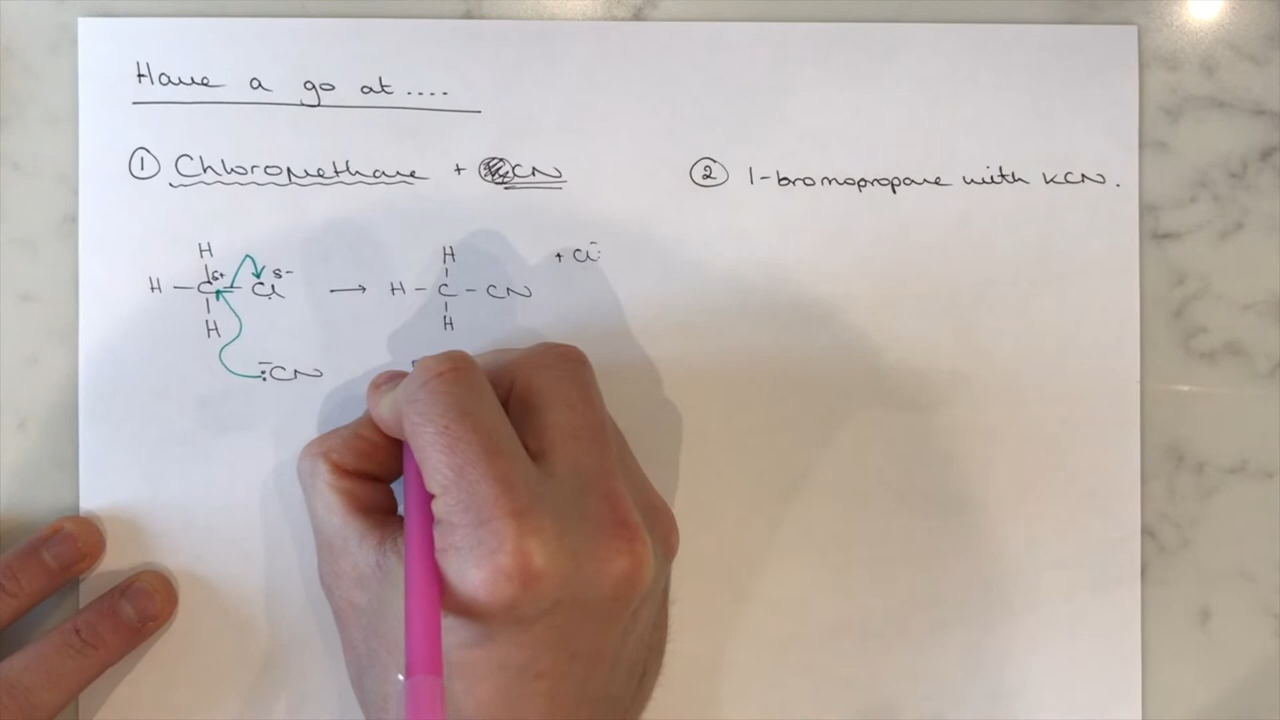 Have a go at ....
① Chloromethane + CN
② 1-bromopropane with KCN.
H
H – C – Cl
δ+ δ-
H
:⁻CN
→
H
H – C – CN
H
+ Cl:⁻